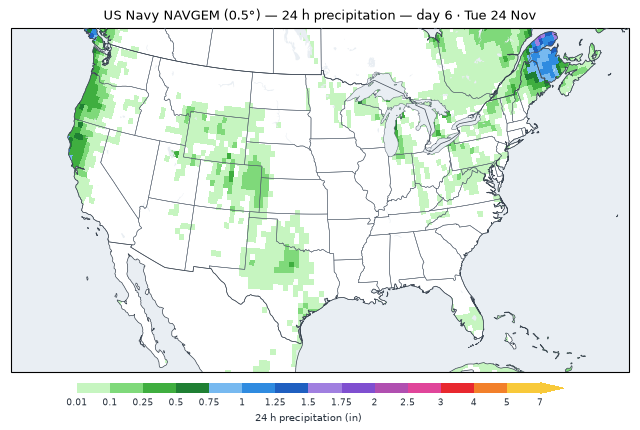 US Navy NAVGEM (0.5°) — 24 h precipitation — day 6 · Tue 24 Nov
0.01 0.1 0.25 0.5 0.75 1 1.25 1.5 1.75 2 2.5 3 4 5 7
24 h precipitation (in)